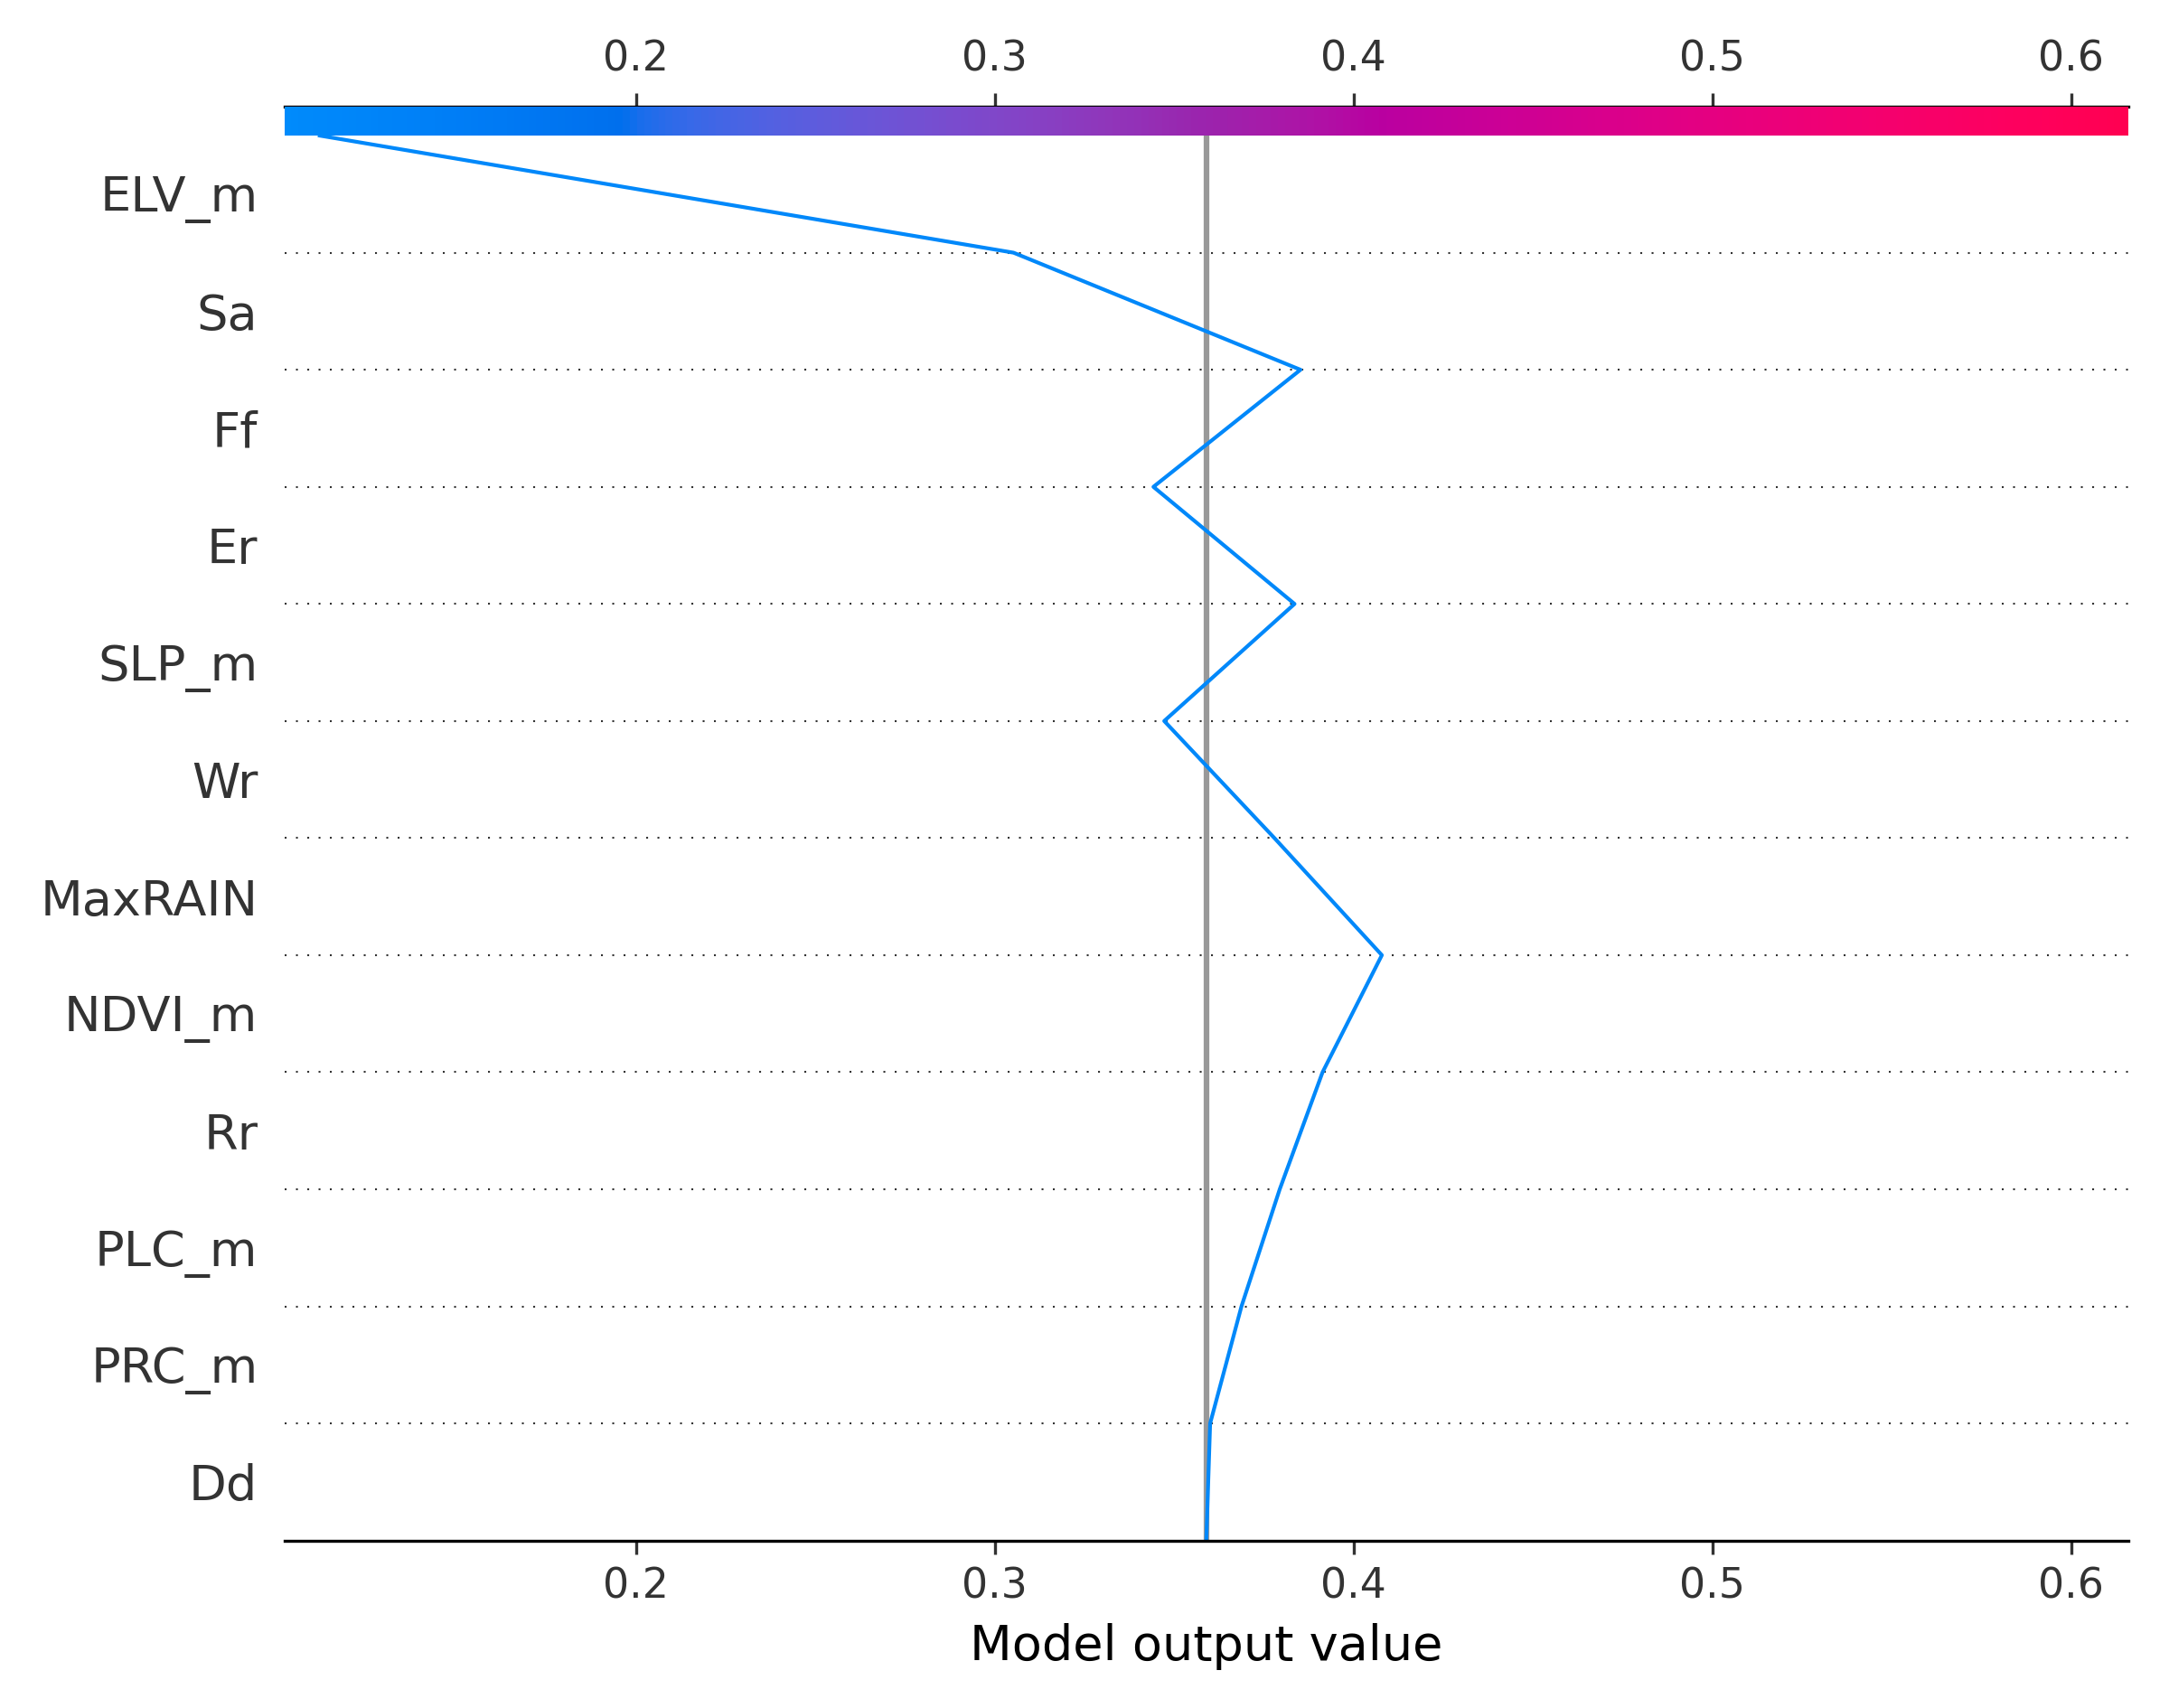 0.2 0.3 0.4 0.5 0.6
ELV_m
Sa
Ff
Er
SLP_m
Wr
MaxRAIN
NDVI_m
Rr
PLC_m
PRC_m
Dd
0.2 0.3 0.4 0.5 0.6
Model output value